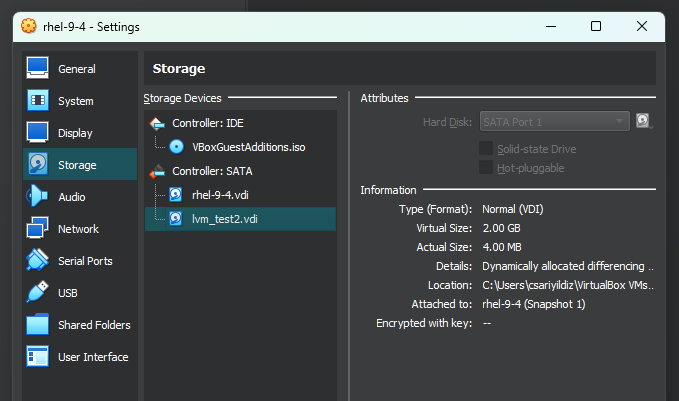 rhel-9-4 - Settings
General
System
Display
Storage
Audio
Network
Serial Ports
USB
Shared Folders
User Interface
Storage
Storage Devices
Controller: IDE
VBoxGuestAdditions.iso
Controller: SATA
rhel-9-4.vdi
lvm_test2.vdi
Attributes
Hard Disk: SATA Port 1
Solid-state Drive
Hot-pluggable
Information
Type (Format): Normal (VDI)
Virtual Size: 2.00 GB
Actual Size: 4.00 MB
Details: Dynamically allocated differencing ..
Location: C:\Users\csariyildiz\VirtualBox VMs..
Attached to: rhel-9-4 (Snapshot 1)
Encrypted with key: --